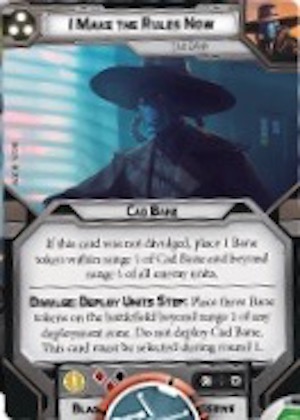 I Make the Rules Now
Cad Bane
Cad Bane
If this card was not divulged, place 1 Bane
token within range 1 of Cad Bane and beyond
range 1 of all enemy units.
Divulge: Deploy Units Step: Place three Bane
tokens on the battlefield beyond range 1 of any
deployment zone. Do not deploy Cad Bane.
This card must be selected during round 1.